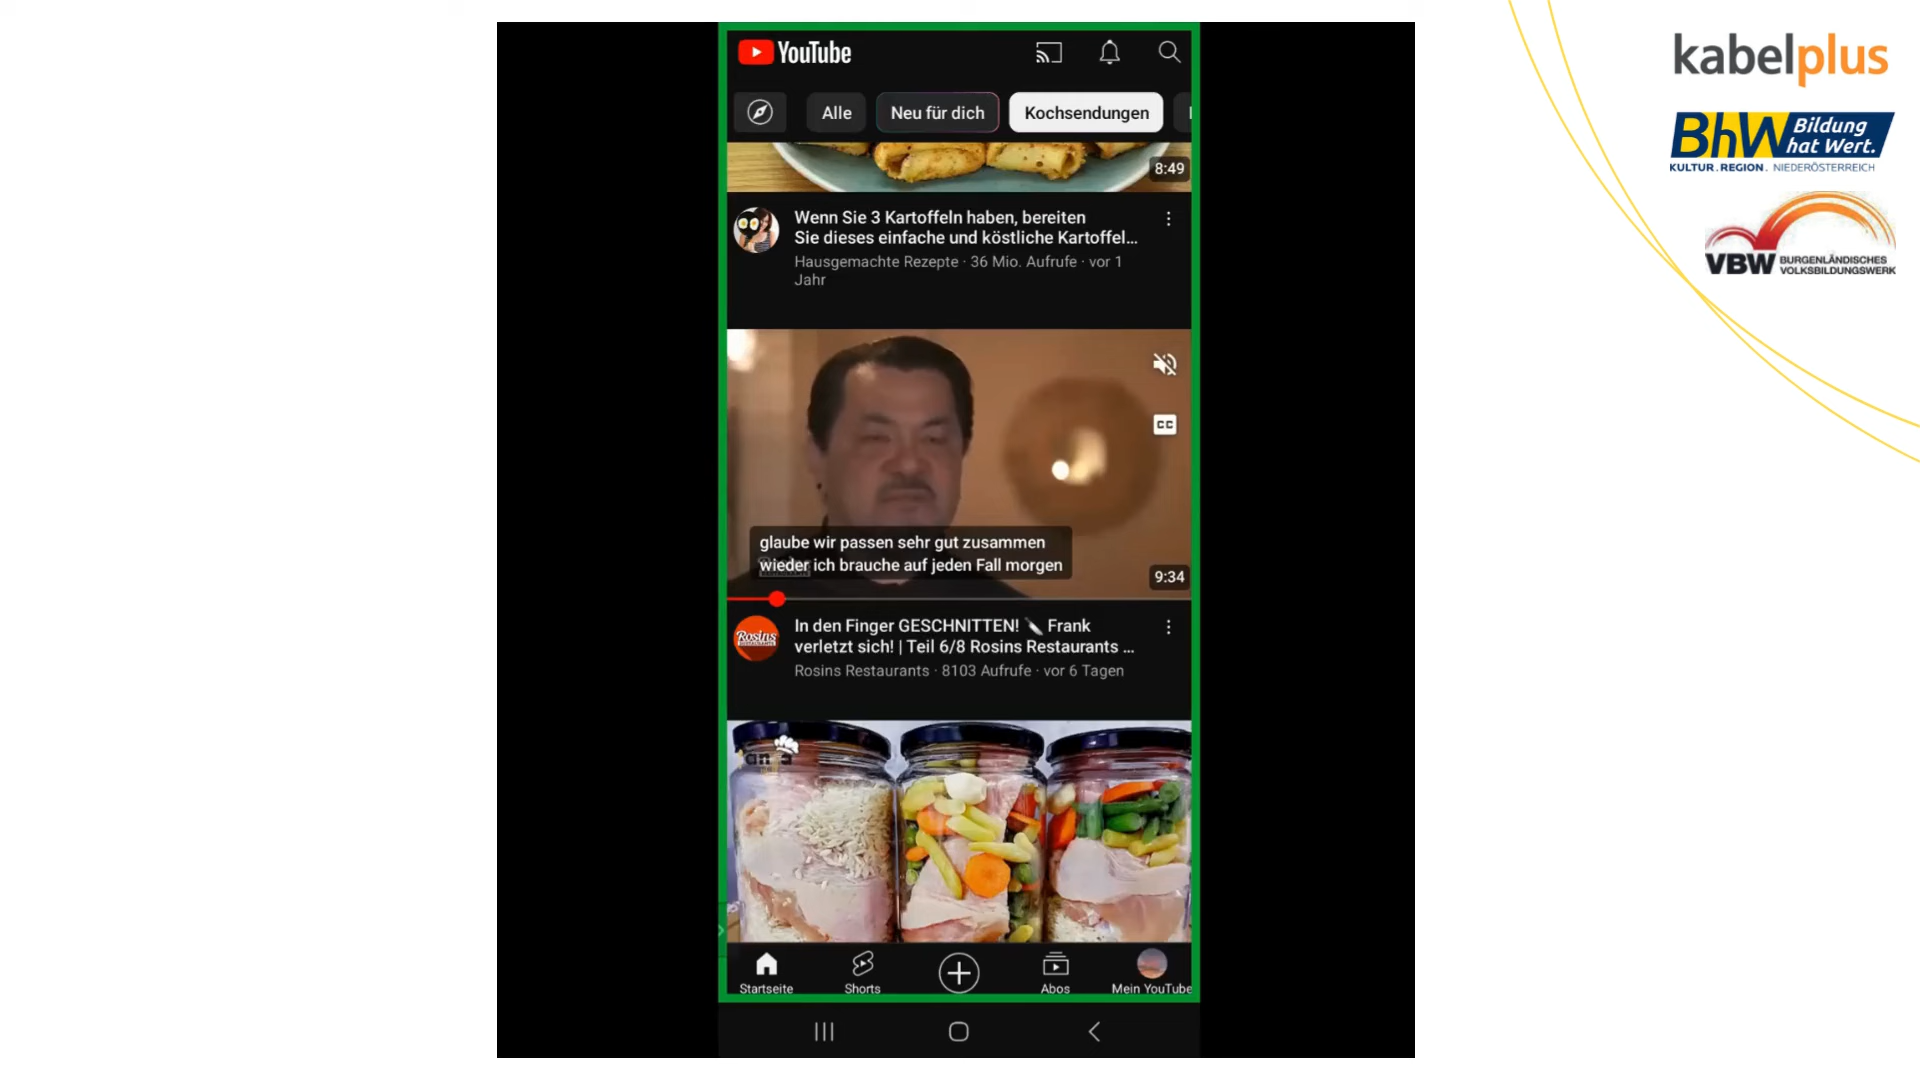 YouTube
Alle
Neu für dich
Kochsendungen
8:49
Wenn Sie 3 Kartoffeln haben, bereiten
Sie dieses einfache und köstliche Kartoffel...
Hausgemachte Rezepte · 36 Mio. Aufrufe · vor 1
Jahr
CC
glaube wir passen sehr gut zusammen
wieder ich brauche auf jeden Fall morgen
9:34
Rosins
In den Finger GESCHNITTEN! 🔪 Frank
verletzt sich! | Teil 6/8 Rosins Restaurants ...
Rosins Restaurants · 8103 Aufrufe · vor 6 Tagen
Startseite
Shorts
Abos
Mein YouTube
kabelplus
BhW Bildung
hat Wert.
KULTUR.REGION. NIEDERÖSTERREICH
VBW BURGENLÄNDISCHES
VOLKSBILDUNGSWERK